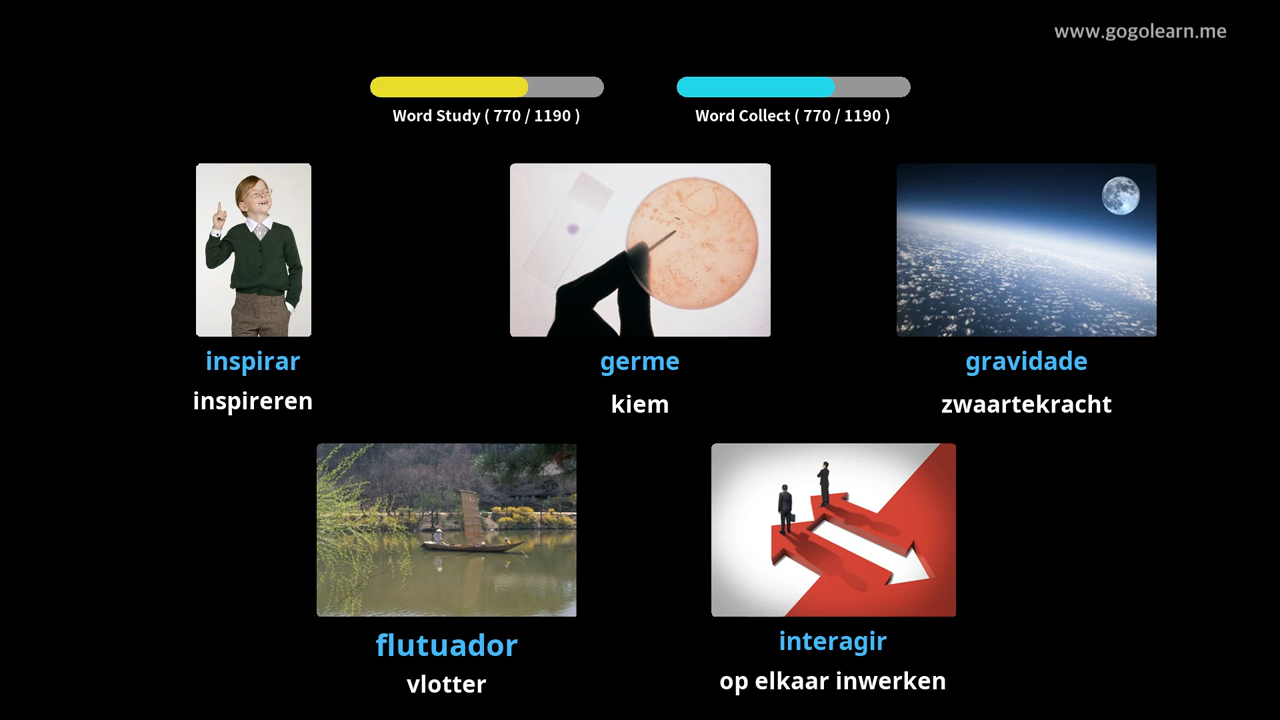 www.gogolearn.me
Word Study ( 770 / 1190 )
Word Collect ( 770 / 1190 )
inspirar
inspireren
germe
kiem
gravidade
zwaartekracht
flutuador
vlotter
interagir
op elkaar inwerken